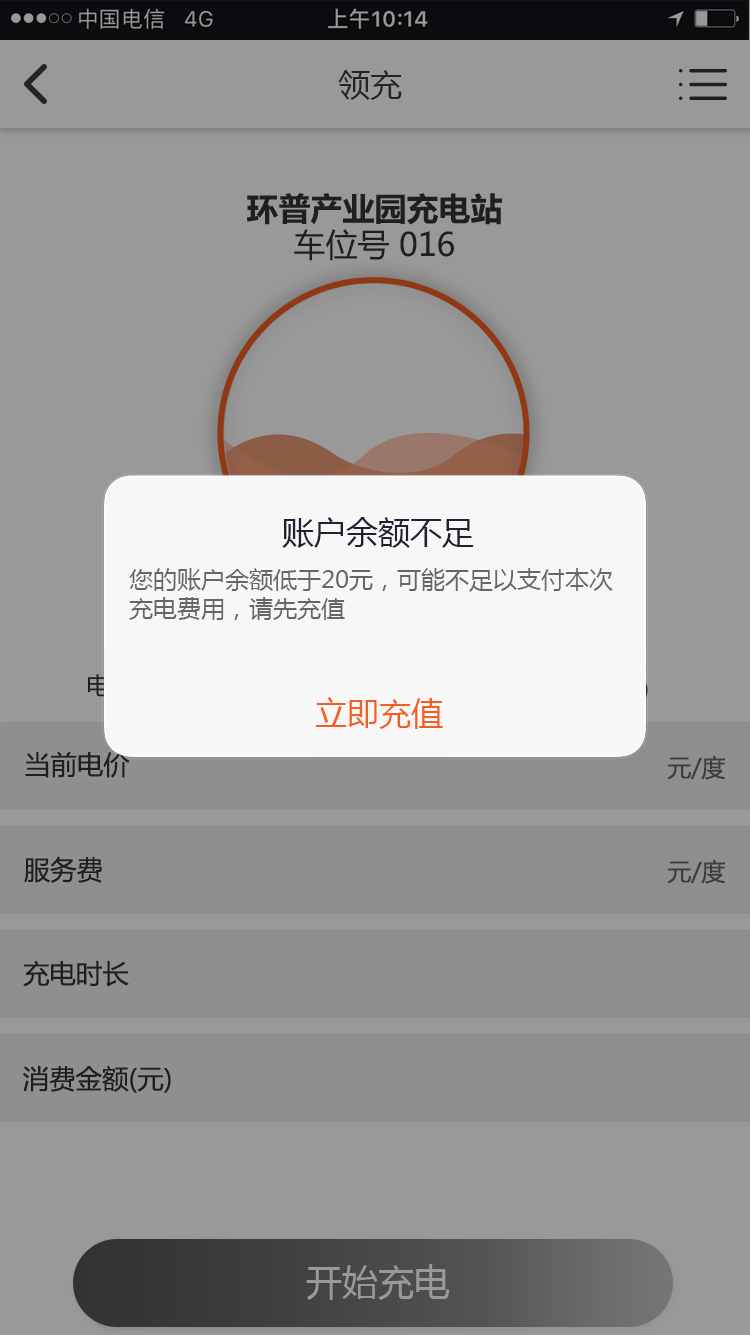 中国电信 4G 上午10:14
领充
环普产业园充电站
车位号 016
账户余额不足
您的账户余额低于20元，可能不足以支付本次
充电费用，请先充值
立即充值
当前电价 元/度
服务费 元/度
充电时长
消费金额(元)
开始充电